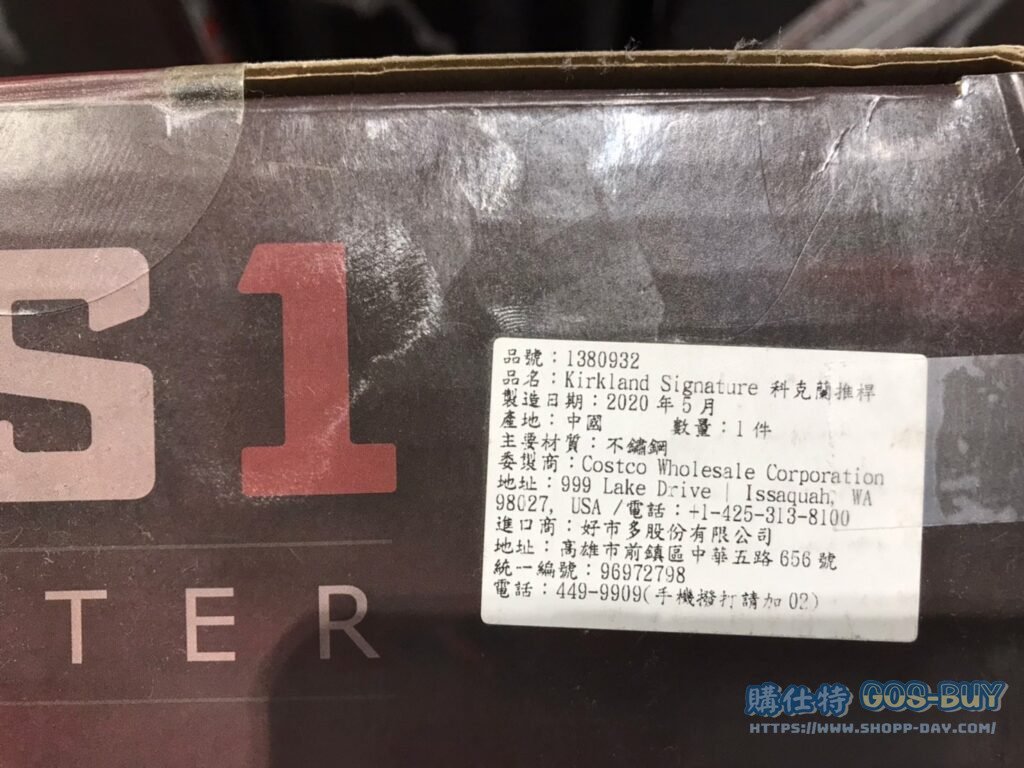 S1
TER
品號：1380932
品名：Kirkland Signature 科克蘭推桿
製造日期：2020 年 5 月
產地：中國 數量：1 件
主要材質：不鏽鋼
委製商：Costco Wholesale Corporation
地址：999 Lake Drive | Issaquah, WA
98027, USA /電話：+1-425-313-8100
進口商：好市多股份有限公司
地址：高雄市前鎮區中華五路 656 號
統一編號：96972798
電話：449-9909(手機撥打請加 02)
購仕特 GOS-BUY
HTTPS://WWW.SHOPP-DAY.COM/